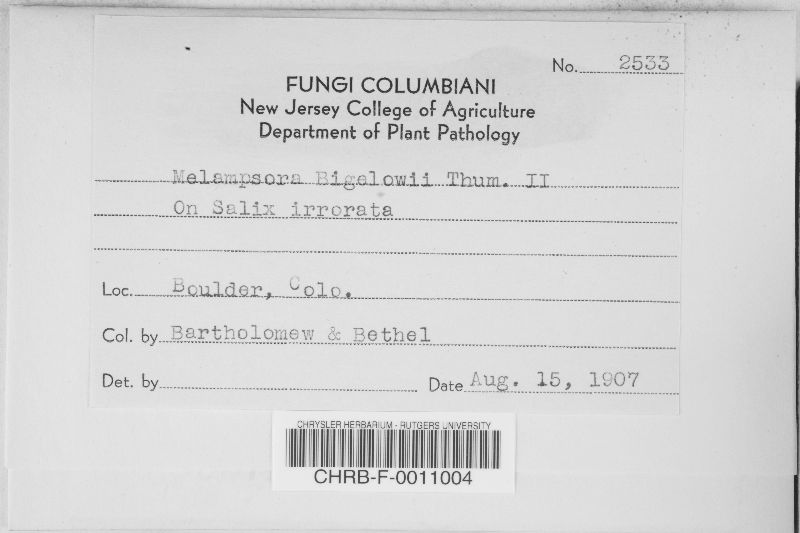 No. 2533
FUNGI COLUMBIANI
New Jersey College of Agriculture
Department of Plant Pathology
Melampsora Bigelowii Thum. II
On Salix irrorata
Loc. Boulder, Colo.
Col. by Bartholomew & Bethel
Det. by
Date Aug. 15, 1907
CHRYSLER HERBARIUM - RUTGERS UNIVERSITY
CHRB-F-0011004